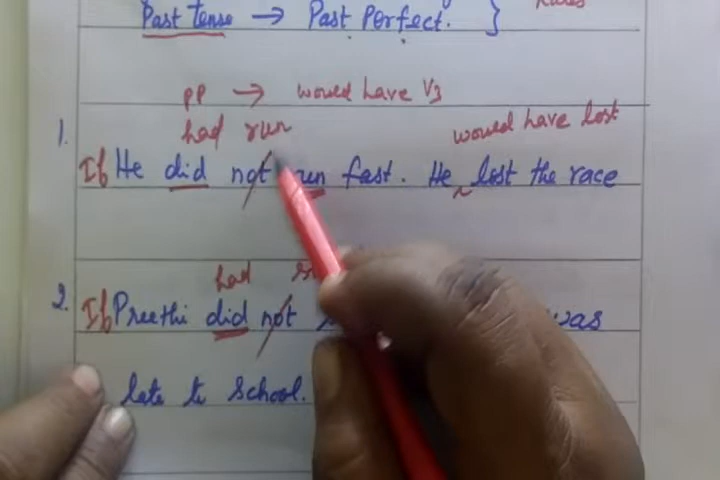 Past tense → Past Perfect. }
PP → would have V3
had run would have lost
1. If He did not run fast. He lost the race
had
2. If Preethi did not was
late to school.